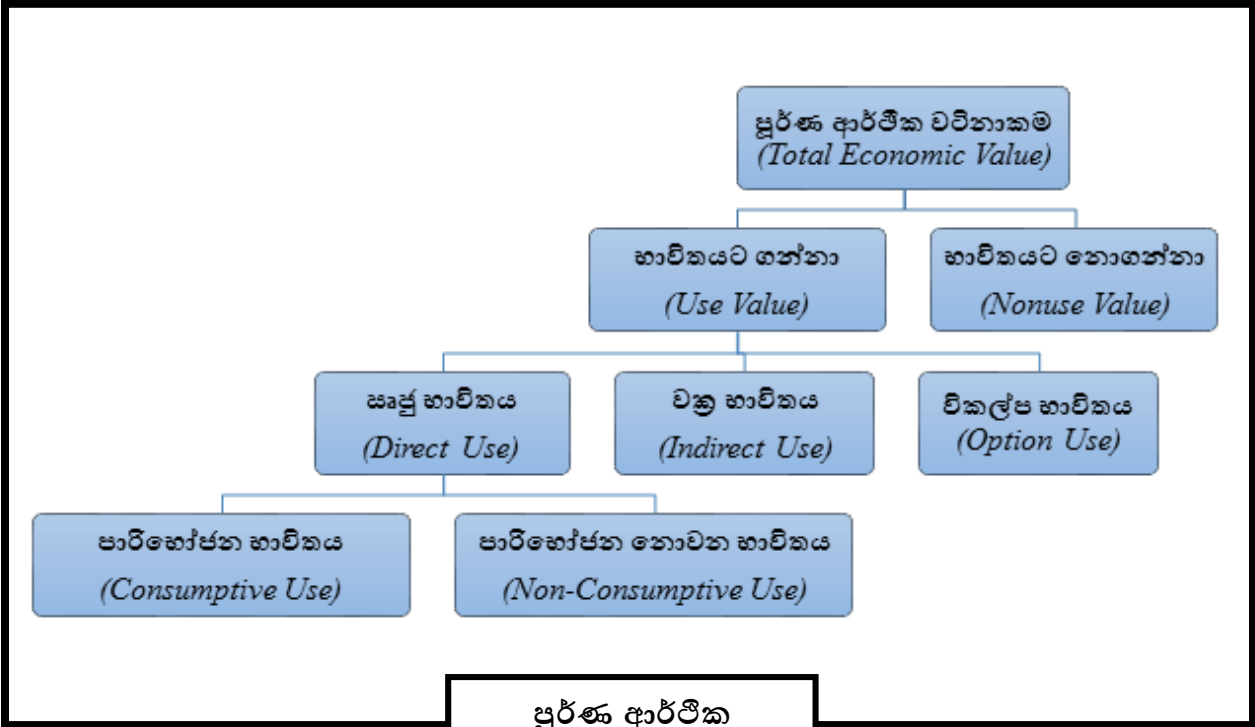 පූර්ණ ආර්ථීක වටිනාකම
(Total Economic Value)
භාවිතයට ගන්නා
(Use Value)
භාවිතයට නොගන්නා
(Nonuse Value)
ඍජු භාවිතය
(Direct Use)
වක්‍ර භාවිතය
(Indirect Use)
විකල්ප භාවිතය
(Option Use)
පාරිභෝජන භාවිතය
(Consumptive Use)
පාරිභෝජන නොවන භාවිතය
(Non-Consumptive Use)
පූර්ණ ආර්ථික